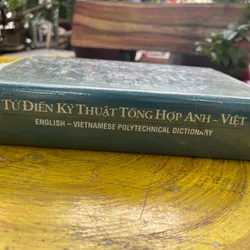 TỪ ĐIỂN KỸ THUẬT TỔNG HỢP ANH – VIỆT
ENGLISH – VIETNAMESE POLYTECHNICAL DICTIONARY